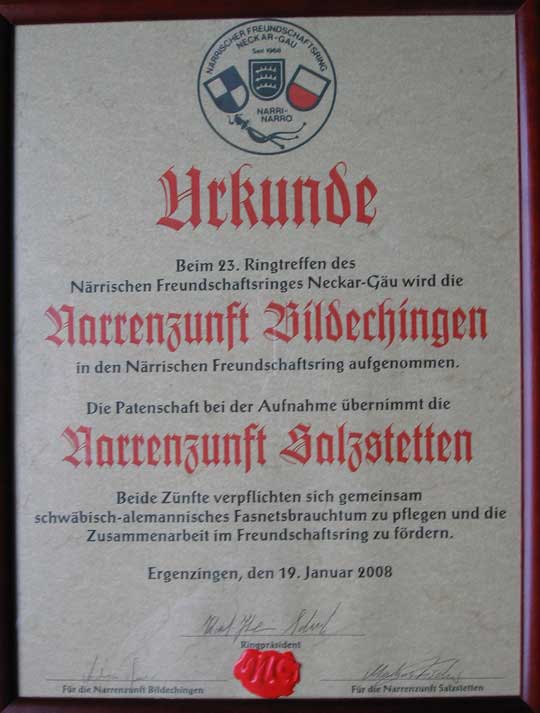 NÄRRISCHER FREUNDSCHAFTSRING
NECKAR-GÄU
Seit 1986
NARRI-
NARRO
Urkunde
Beim 23. Ringtreffen des
Närrischen Freundschaftsringes Neckar-Gäu wird die
Narrenzunft Bildechingen
in den Närrischen Freundschaftsring aufgenommen.
Die Patenschaft bei der Aufnahme übernimmt die
Narrenzunft Salzstetten
Beide Zünfte verpflichten sich gemeinsam
schwäbisch-alemannisches Fasnetsbrauchtum zu pflegen und die
Zusammenarbeit im Freundschaftsring zu fördern.
Ergenzingen, den 19. Januar 2008
Ringpräsident
Für die Narrenzunft Bildechingen
Für die Narrenzunft Salzstetten